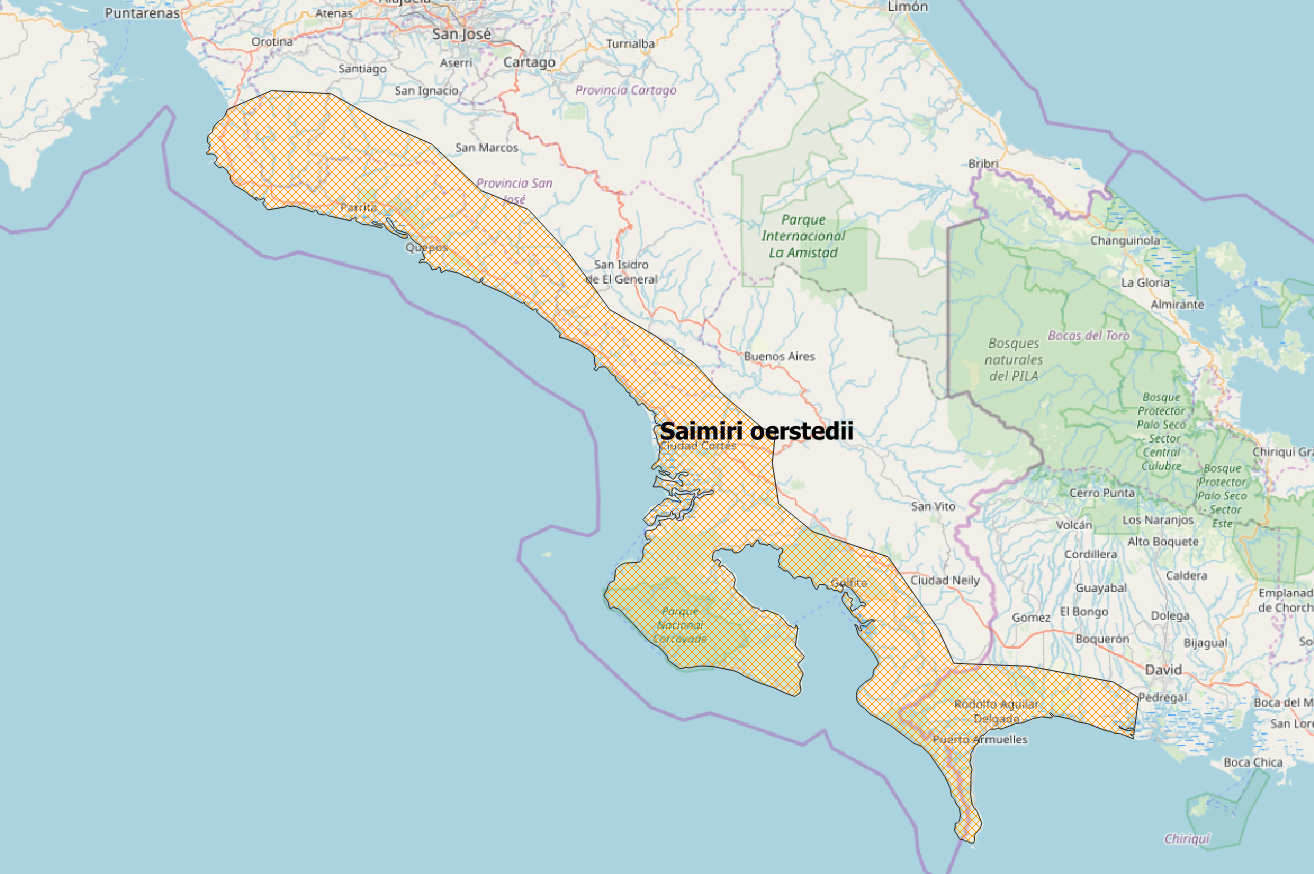 Puntarenas
Atenas
Alajuela
Limón
Orotina
San José
Turrialba
Aserri
Cartago
Santiago
San Ignacio
Provincia Cartago
San Marcos
Bribri
Provincia San
José
Parrita
Parque
Internacional
La Amistad
Changuinola
Quepos
San Isidro
de El General
La Gloria
Almirante
Bocas del Toro
Buenos Aires
Bosques
naturales
del PILA
Bosque
Protector
Palo Seco
Sector
Central
Culubre
Saimiri oerstedii
Ciudad Cortés
Chiriqui Gra
Bosque
Protector
Palo Seco
Sector
Este
Cerro Punta
San Vito
Volcán
Los Naranjos
Alto Boquete
Cordillera
Caldera
Golfito
Ciudad Neily
Guayabal
Emplanad
de Chorch
Parque
Nacional
Corcovado
Gomez
El Bongo
Dolega
Boquerón
Bijagual
So
David
Pedregal
Rodolfo Aguilar
Delgado
Boca del M
San Lor
Puerto Armuelles
Boca Chica
Chiriquí